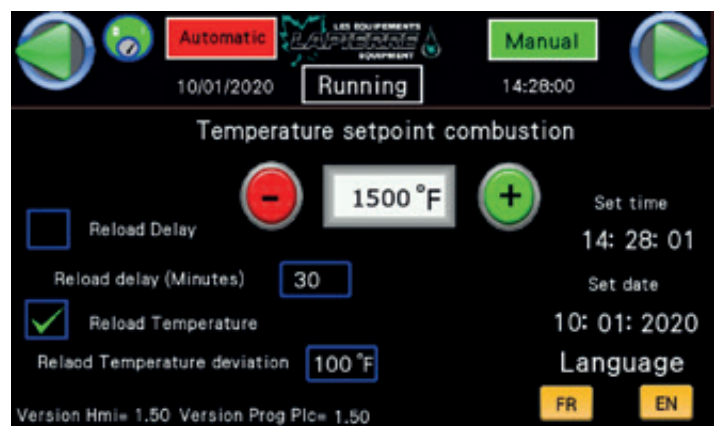 Automatic
LES EQUIPEMENTS
LAPIERRE
EQUIPMENT
Manual
10/01/2020
Running
14:28:00
Temperature setpoint combustion
-
1500 °F
+
Set time
Reload Delay
14: 28: 01
Reload delay (Minutes) 30
Set date
Reload Temperature
10: 01: 2020
Relaod Temperature deviation 100 °F
Language
FR EN
Version Hmi= 1.50 Version Prog Plc= 1.50